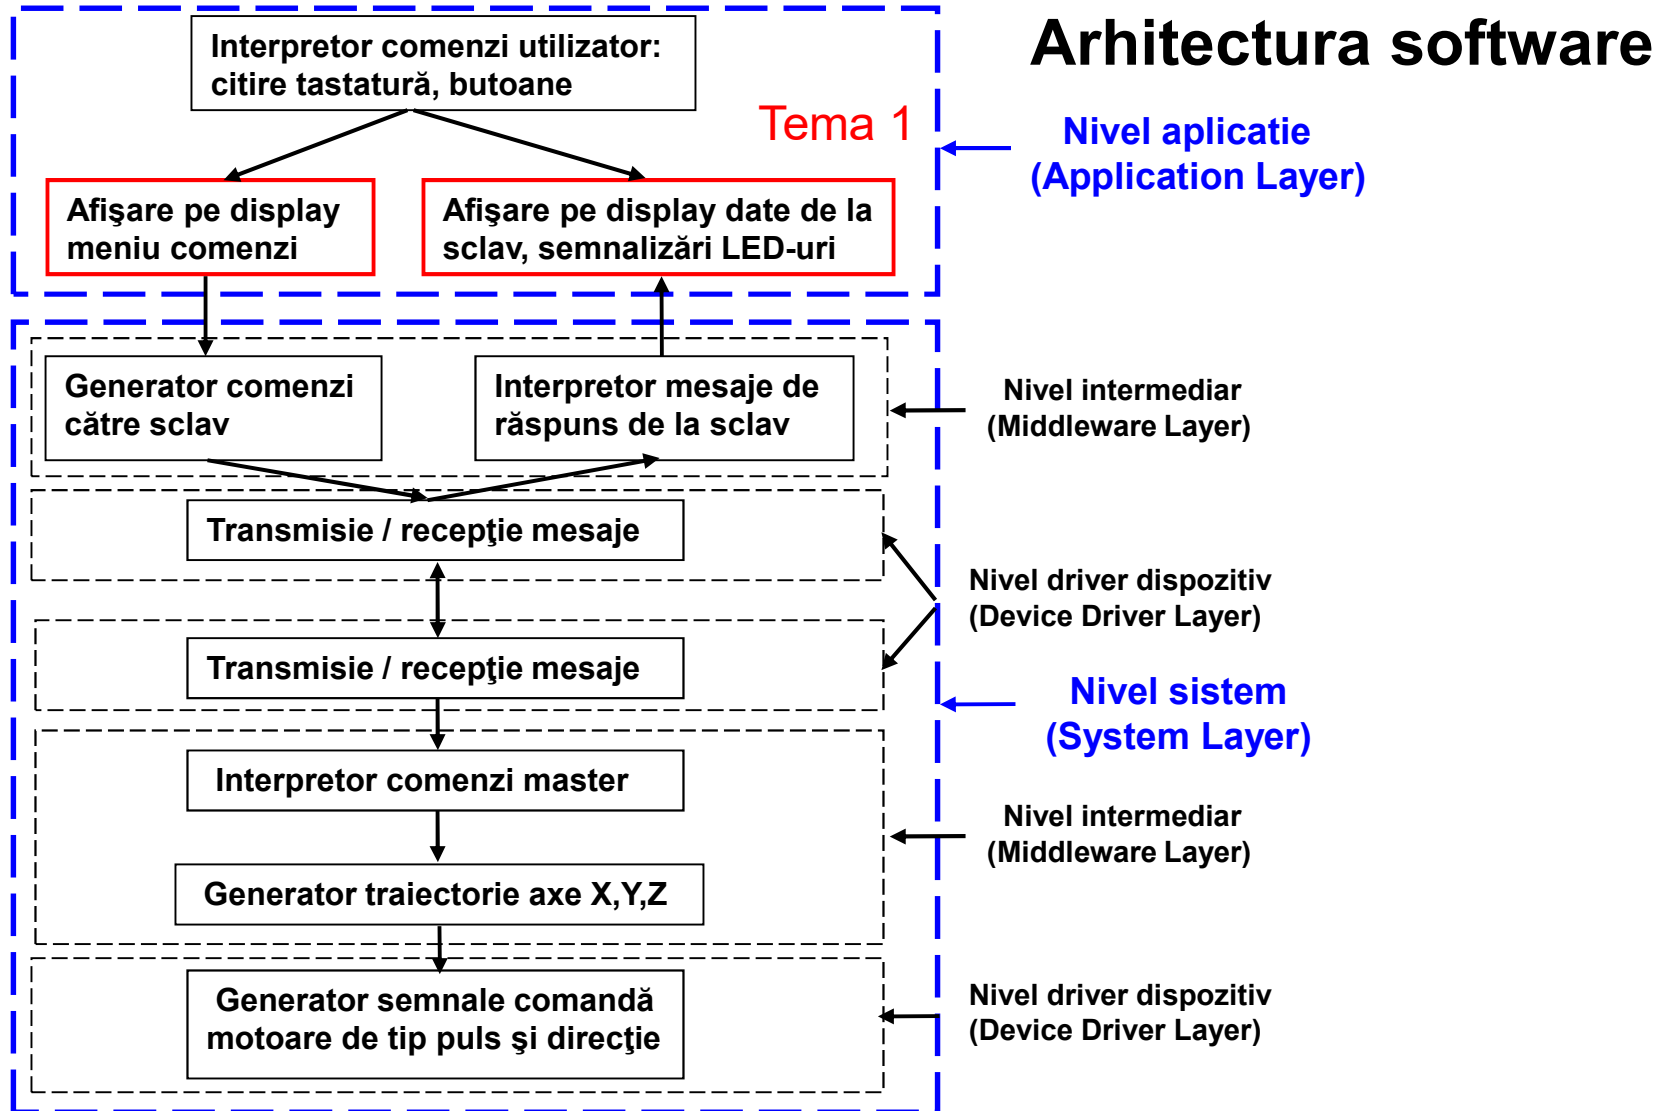 Arhitectura software
Interpretor comenzi utilizator:
citire tastatură, butoane
Tema 1
Nivel aplicatie
(Application Layer)
Afişare pe display
meniu comenzi
Afişare pe display date de la
sclav, semnalizări LED-uri
Generator comenzi
către sclav
Interpretor mesaje de
răspuns de la sclav
Nivel intermediar
(Middleware Layer)
Transmisie / recepţie mesaje
Nivel driver dispozitiv
(Device Driver Layer)
Transmisie / recepţie mesaje
Nivel sistem
(System Layer)
Interpretor comenzi master
Nivel intermediar
(Middleware Layer)
Generator traiectorie axe X,Y,Z
Generator semnale comandă
motoare de tip puls şi direcţie
Nivel driver dispozitiv
(Device Driver Layer)